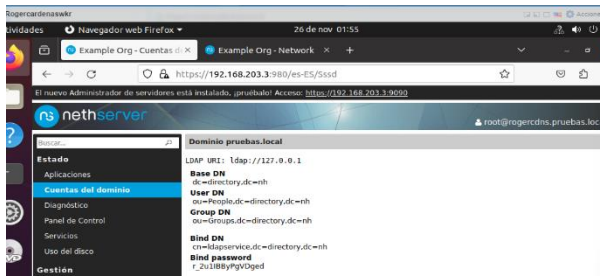 Rogercardenaswkr
Accione
tividades Navegador web Firefox 26 de nov 01:55
Example Org - Cuentas d × Example Org - Network × +
https://192.168.203.3:980/es-ES/Sssd
El nuevo Administrador de servidores está instalado, ¡pruébalo! Acceso: https://192.168.203.3:9090
ns nethserver root@rogercdns.pruebas.loc
Buscar... Dominio pruebas.local
Estado LDAP URI: ldap://127.0.0.1
Aplicaciones Base DN
dc=directory,dc=nh
Cuentas del dominio User DN
ou=People,dc=directory,dc=nh
Diagnóstico Group DN
Panel de Control ou=Groups,dc=directory,dc=nh
Servicios Bind DN
cn=ldapservice,dc=directory,dc=nh
Uso del disco Bind password
Gestión r_2u1IBByPgVDged